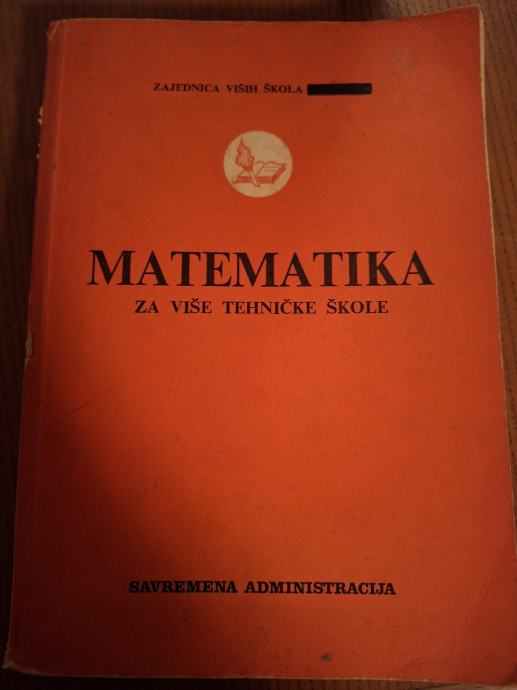 ZAJEDNICA VIŠIH ŠKOLA
MATEMATIKA
ZA VIŠE TEHNIČKE ŠKOLE
SAVREMENA ADMINISTRACIJA